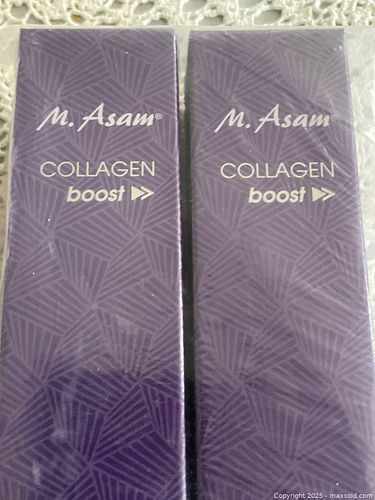 M. Asam®
COLLAGEN
boost
M. Asam®
COLLAGEN
boost
Copyright 2025 - maxsold.com